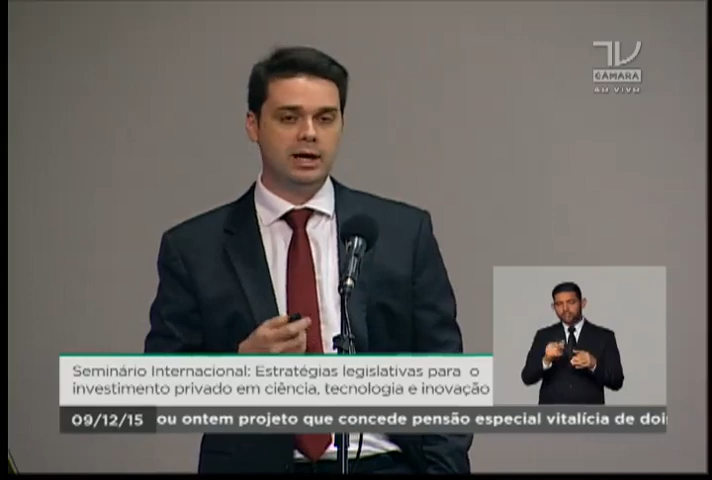 TV
CÂMARA
AO VIVO
Seminário Internacional: Estratégias legislativas para o
investimento privado em ciência, tecnologia e inovação
09/12/15 ou ontem projeto que concede pensão especial vitalícia de doi